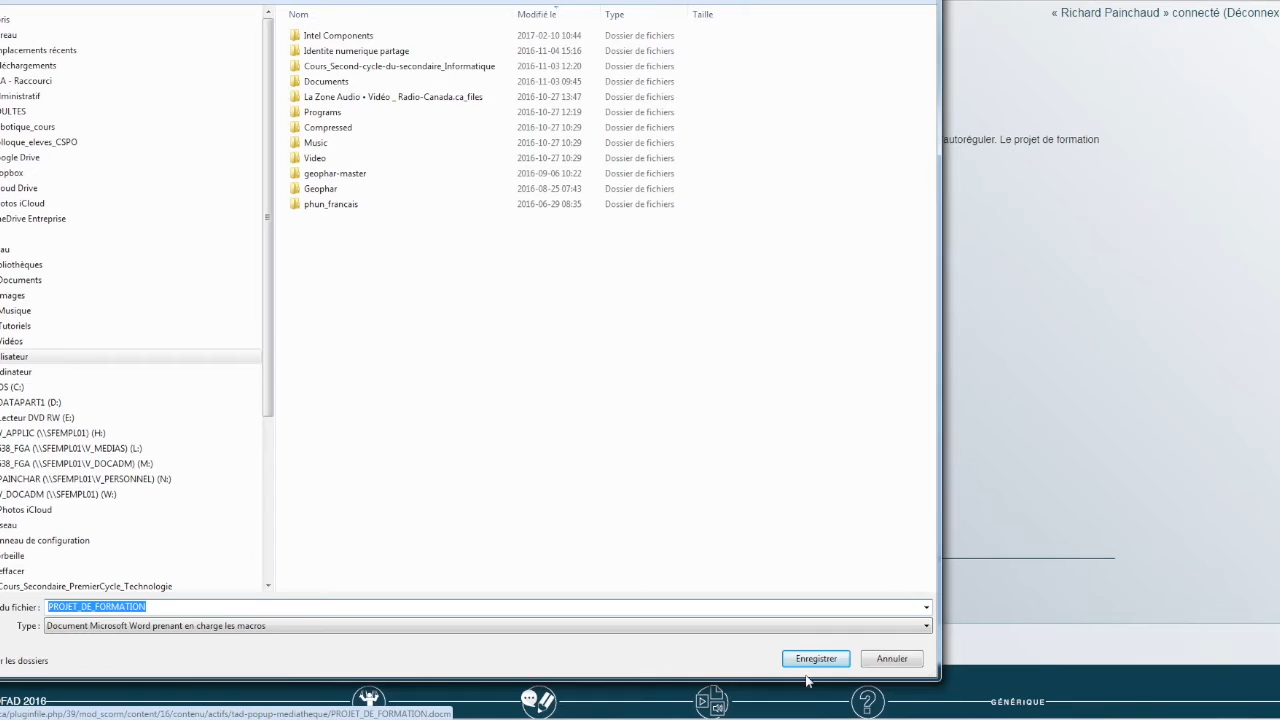 « Richard Painchaud » connecté (Déconnex
autoréguler. Le projet de formation
Nom Modifié le Type Taille
Intel Components 2017-02-10 10:44 Dossier de fichiers
Identite numerique partage 2016-11-04 15:16 Dossier de fichiers
Cours_Second-cycle-du-secondaire_Informatique 2016-11-03 12:20 Dossier de fichiers
Documents 2016-11-03 09:45 Dossier de fichiers
La Zone Audio • Vidéo _ Radio-Canada.ca_files 2016-10-27 13:47 Dossier de fichiers
Programs 2016-10-27 12:19 Dossier de fichiers
Compressed 2016-10-27 10:29 Dossier de fichiers
Music 2016-10-27 10:29 Dossier de fichiers
Video 2016-10-27 10:29 Dossier de fichiers
geophar-master 2016-09-06 10:22 Dossier de fichiers
Geophar 2016-08-25 07:43 Dossier de fichiers
phun_francais 2016-06-29 08:35 Dossier de fichiers
ris
reau
nplacements récents
léchargements
A - Raccourci
ministratif
ULTES
botique_cours
lloque_eleves_CSPO
ogle Drive
opbox
oud Drive
otos iCloud
neDrive Entreprise
au
bliothèques
Documents
mages
Musique
Tutoriels
Vidéos
lisateur
dinateur
OS (C:)
DATAPART1 (D:)
Lecteur DVD RW (E:)
V_APPLIC (\\SFEMPL01) (H:)
638_FGA (\\SFEMPL01\V_MEDIAS) (L:)
638_FGA (\\SFEMPL01\V_DOCADM) (M:)
PAINCHAR (\\SFEMPL01\V_PERSONNEL) (N:)
V_DOCADM (\\SFEMPL01) (W:)
Photos iCloud
seau
nneau de configuration
rbeille
effacer
Cours_Secondaire_PremierCycle_Technologie
du fichier : PROJET_DE_FORMATION
Type : Document Microsoft Word prenant en charge les macros
r les dossiers
Enregistrer Annuler
OFAD 2016
GÉNÉRIQUE
ca/pluginfile.php/39/mod_scorm/content/16/contenu/actifs/tad-popup-mediatheque/PROJET_DE_FORMATION.docm